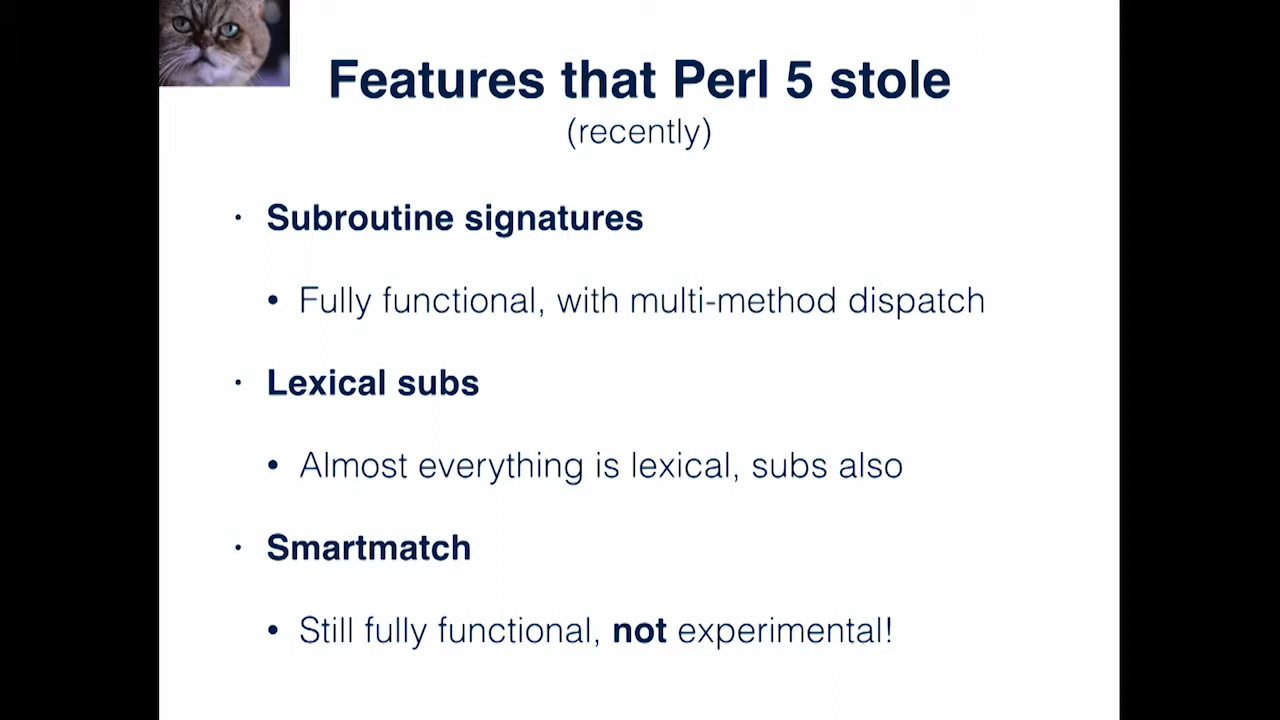 Features that Perl 5 stole
(recently)
· Subroutine signatures
• Fully functional, with multi-method dispatch
· Lexical subs
• Almost everything is lexical, subs also
· Smartmatch
• Still fully functional, not experimental!